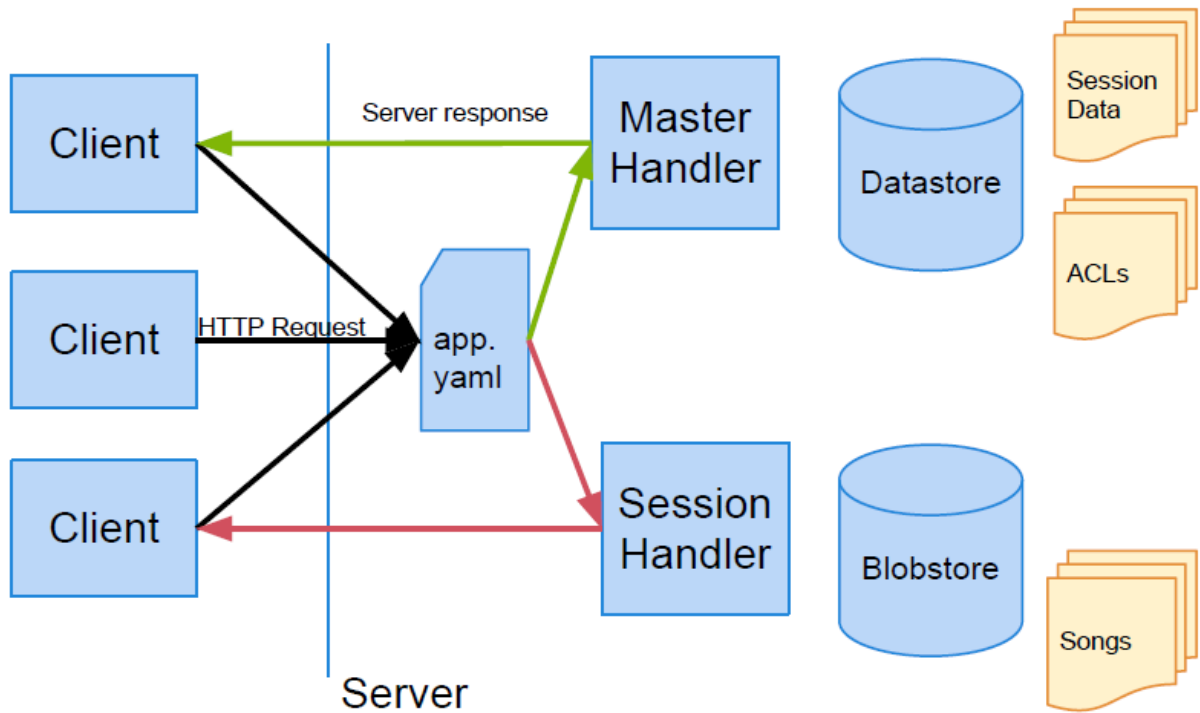 Client
Server response
Master
Handler
Datastore
Session
Data
ACLs
Client
HTTP Request
app.
yaml
Client
Session
Handler
Blobstore
Songs
Server